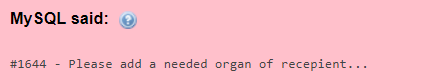 MySQL said:
#1644 - Please add a needed organ of recepient...